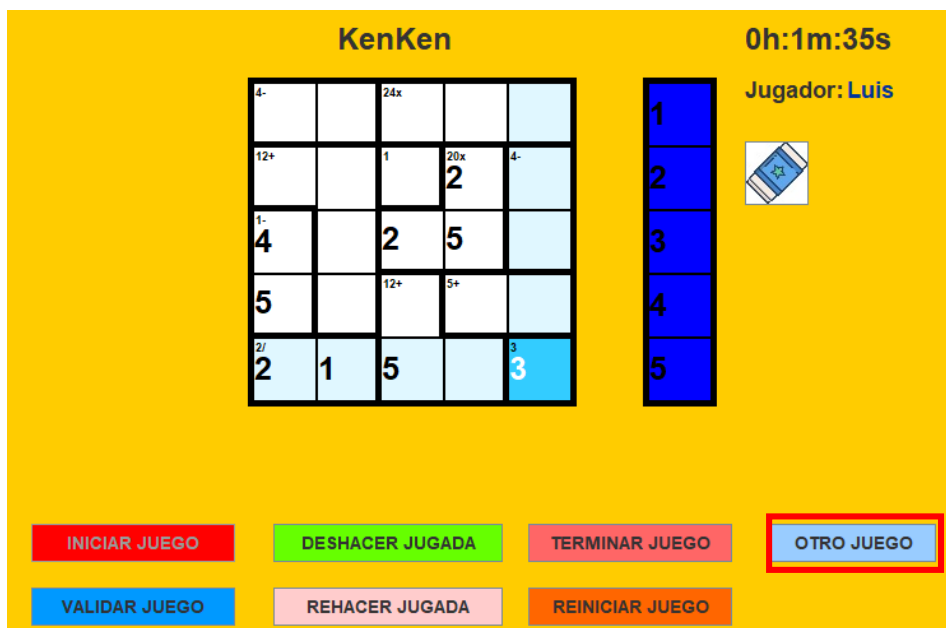 KenKen
0h:1m:35s
Jugador: Luis
4-
24x
1
12+
1
20x
2
4-
2
1-
4
2
5
3
5
12+
5+
4
2/
2
1
5
3
3
5
INICIAR JUEGO
DESHACER JUGADA
TERMINAR JUEGO
OTRO JUEGO
VALIDAR JUEGO
REHACER JUGADA
REINICIAR JUEGO